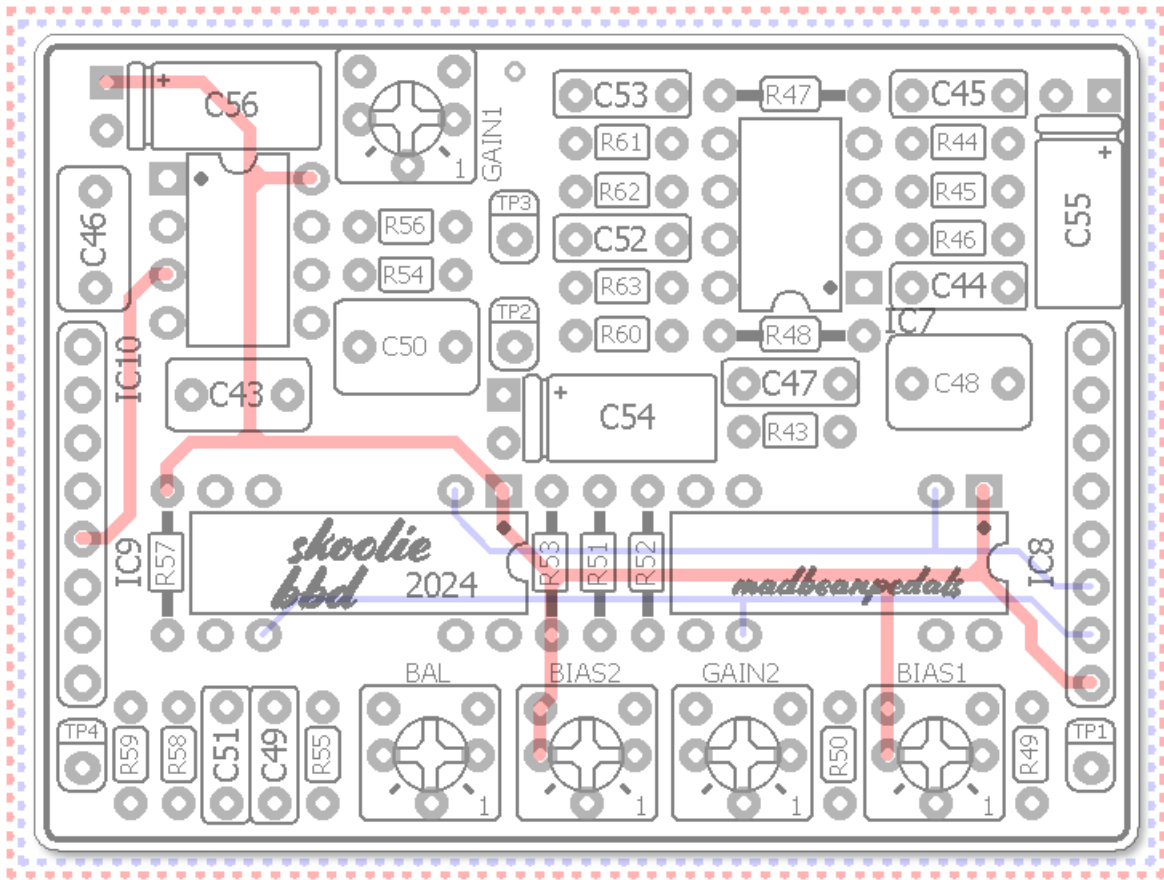 C56
+
GAIN1
1
C53
R47
C45
R61
R44
+
R62
R45
C46
TP3
R56
C52
R46
C55
R54
R63
C44
TP2
IC7
R60
R48
IC10
C50
C43
+
C54
C47
C48
R43
IC9
R57
skoolie
bbd
2024
R53
R51
R52
madbeanpedals
IC8
BAL
BIAS2
GAIN2
BIAS1
TP4
R59
R58
C51
C49
R55
1
1
1
R50
1
R49
TP1